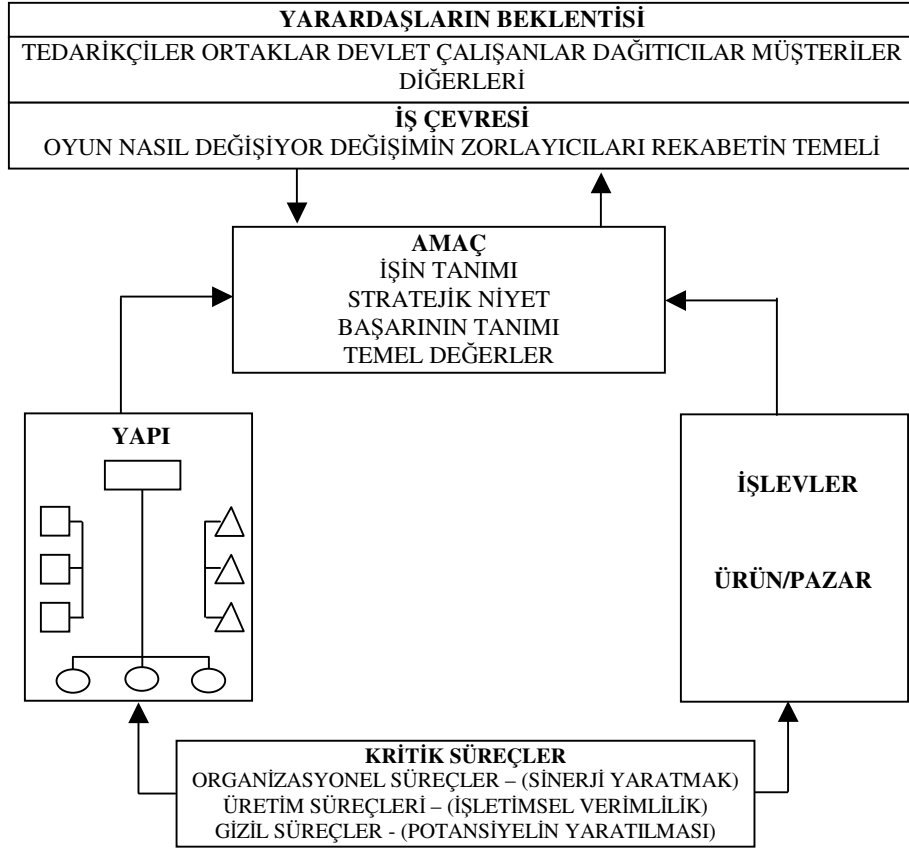 YARARDAŞLARIN BEKLENTİSİ
TEDARİKÇİLER ORTAKLAR DEVLET ÇALIŞANLAR DAĞITICILAR MÜŞTERİLER
DİĞERLERİ
İŞ ÇEVRESİ
OYUN NASIL DEĞİŞİYOR DEĞİŞİMİN ZORLAYICILARI REKABETİN TEMELİ
AMAÇ
İŞİN TANIMI
STRATEJİK NİYET
BAŞARININ TANIMI
TEMEL DEĞERLER
YAPI
İŞLEVLER
ÜRÜN/PAZAR
KRİTİK SÜREÇLER
ORGANİZASYONEL SÜREÇLER – (SİNERJİ YARATMAK)
ÜRETİM SÜREÇLERİ – (İŞLETİMSEL VERİMLİLİK)
GİZİL SÜREÇLER - (POTANSİYELİN YARATILMASI)